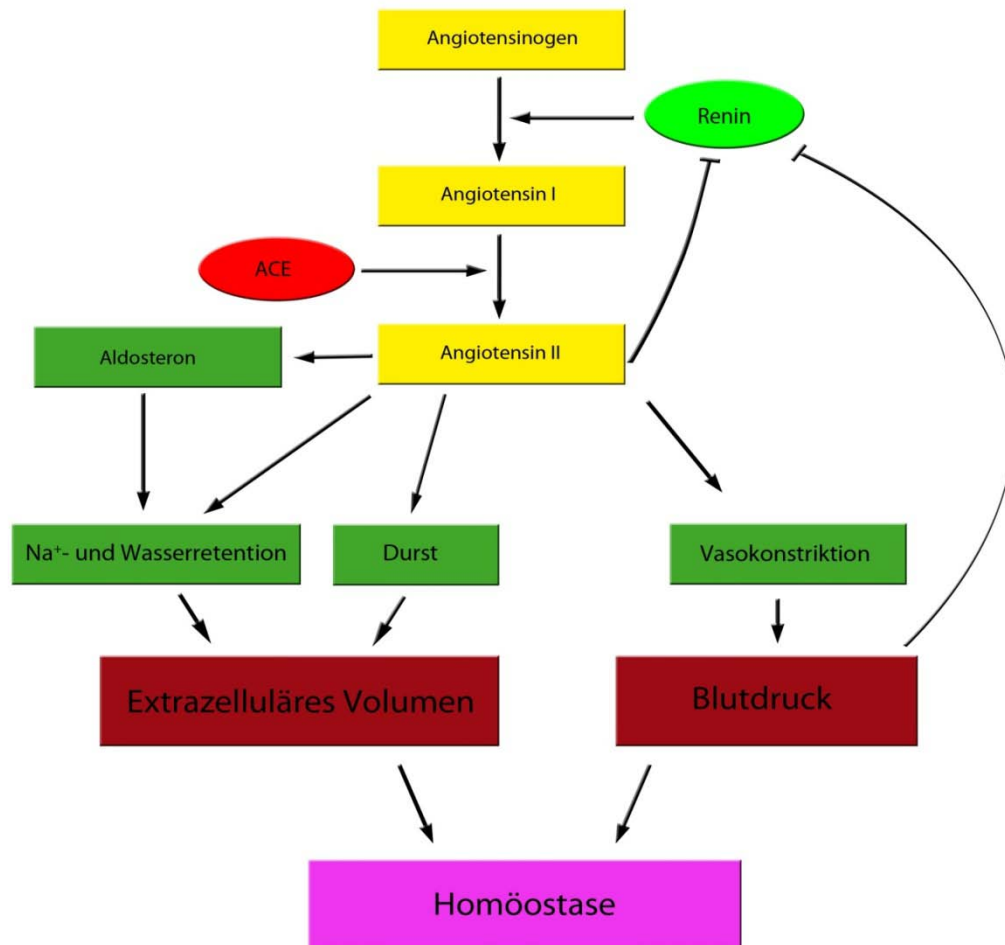 Angiotensinogen
Renin
Angiotensin I
ACE
Aldosteron
Angiotensin II
Na⁺- und Wasserretention
Durst
Vasokonstriktion
Extrazelluläres Volumen
Blutdruck
Homöostase